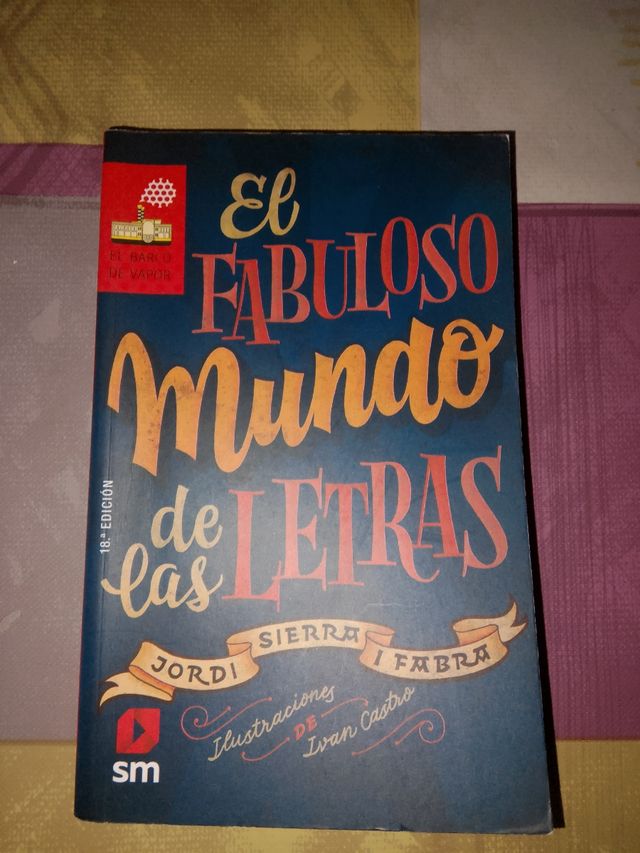 EL BARCO
DE VAPOR
El
FABULOSO
Mundo
de las
LETRAS
18.ª EDICIÓN
JORDI SIERRA I FABRA
Ilustraciones
DE
Ivan Castro
sm